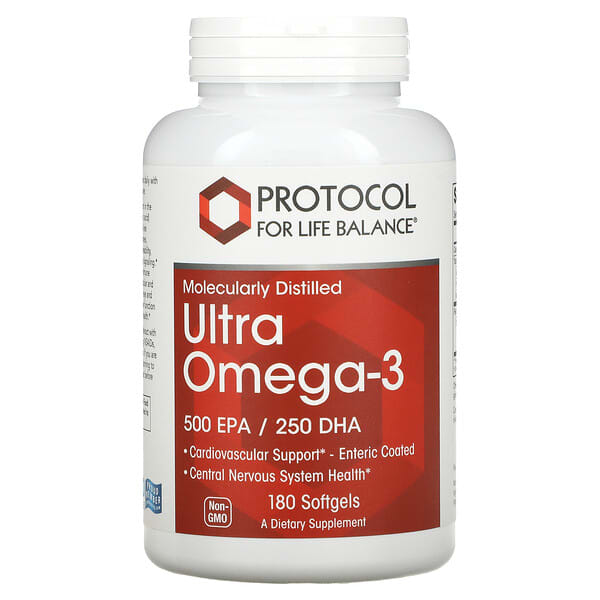 PROTOCOL
FOR LIFE BALANCE®
Molecularly Distilled
Ultra
Omega-3
500 EPA / 250 DHA
• Cardiovascular Support* - Enteric Coated
• Central Nervous System Health*
Non-
GMO
180 Softgels
A Dietary Supplement